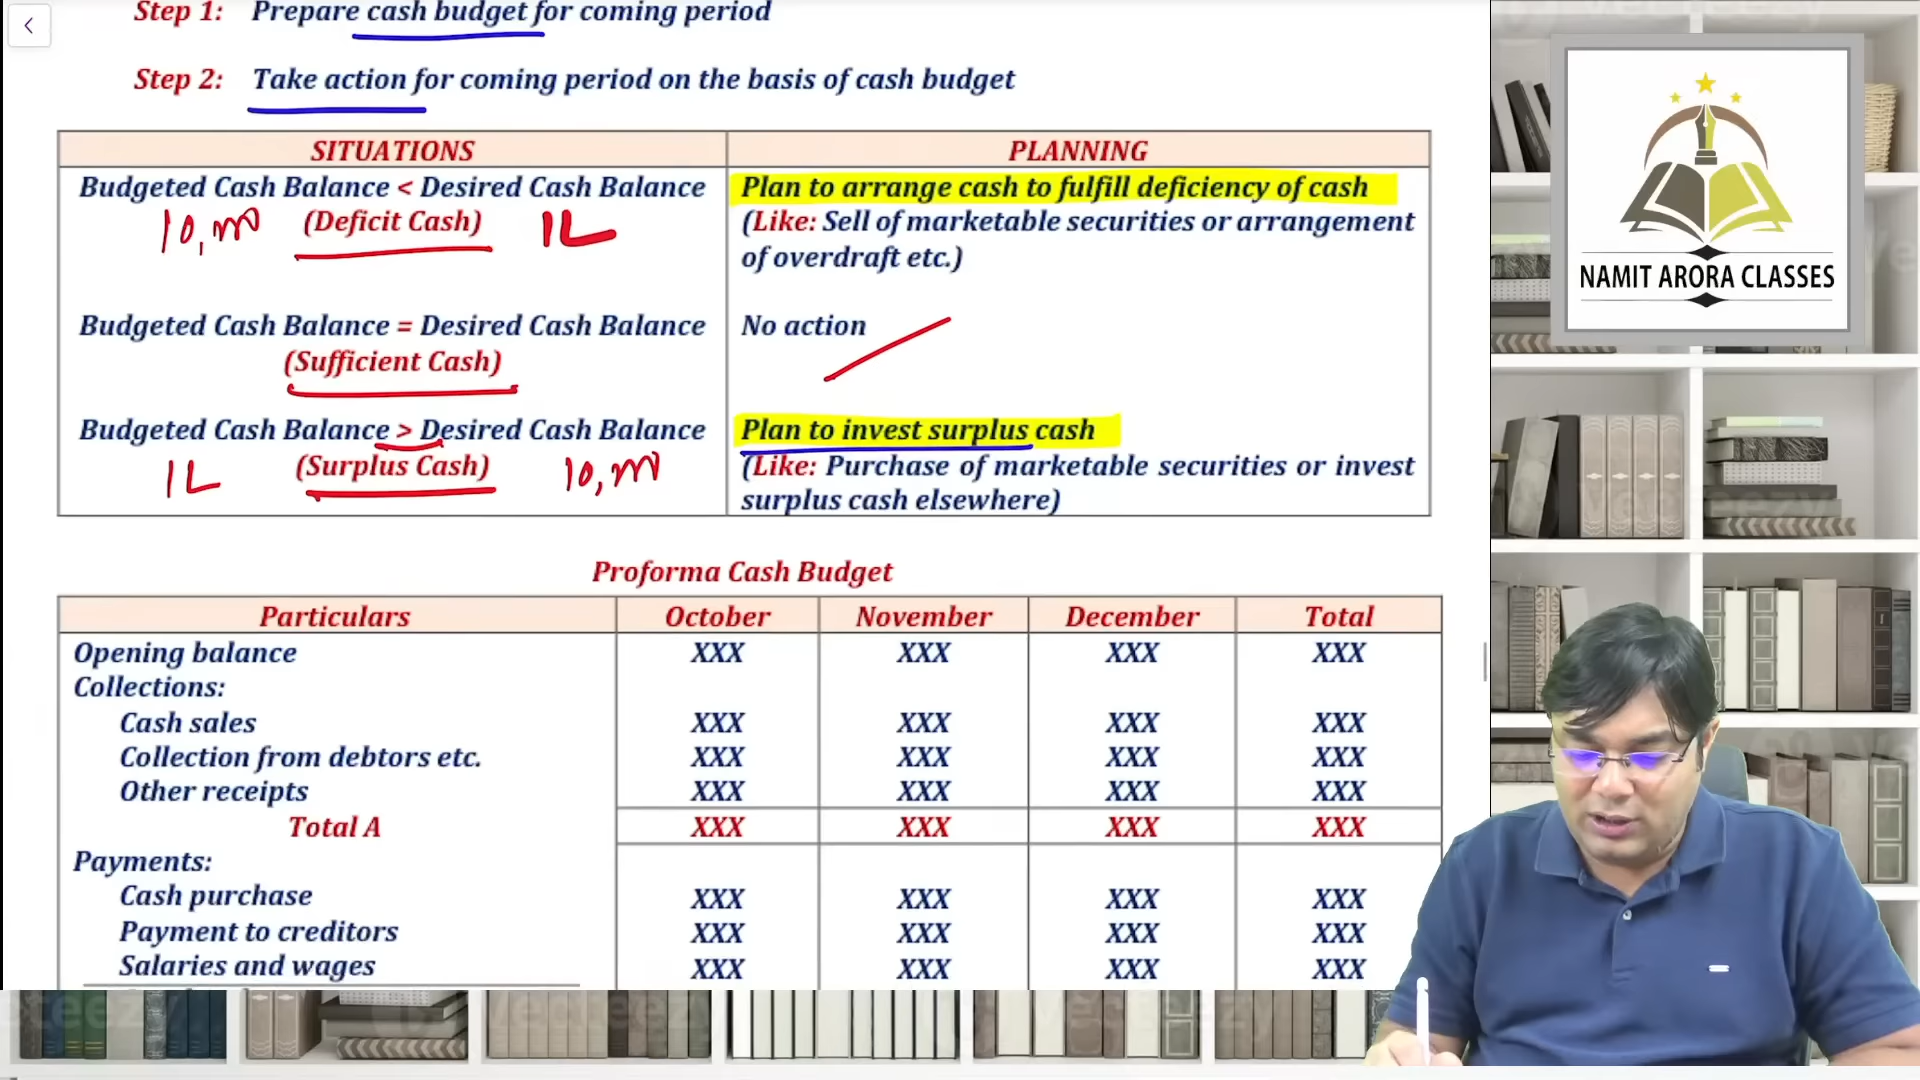 Step 1: Prepare cash budget for coming period
Step 2: Take action for coming period on the basis of cash budget
SITUATIONS PLANNING
Budgeted Cash Balance < Desired Cash Balance Plan to arrange cash to fulfill deficiency of cash
(Deficit Cash) 1L (Like: Sell of marketable securities or arrangement
of overdraft etc.)
Budgeted Cash Balance = Desired Cash Balance No action
(Sufficient Cash)
Budgeted Cash Balance > Desired Cash Balance Plan to invest surplus cash
1L (Surplus Cash) (Like: Purchase of marketable securities or invest
surplus cash elsewhere)
Proforma Cash Budget
Particulars October November December Total
Opening balance XXX XXX XXX XXX
Collections:
Cash sales XXX XXX XXX XXX
Collection from debtors etc. XXX XXX XXX XXX
Other receipts XXX XXX XXX XXX
Total A XXX XXX XXX XXX
Payments:
Cash purchase XXX XXX XXX XXX
Payment to creditors XXX XXX XXX XXX
Salaries and wages XXX XXX XXX XXX
NAMIT ARORA CLASSES